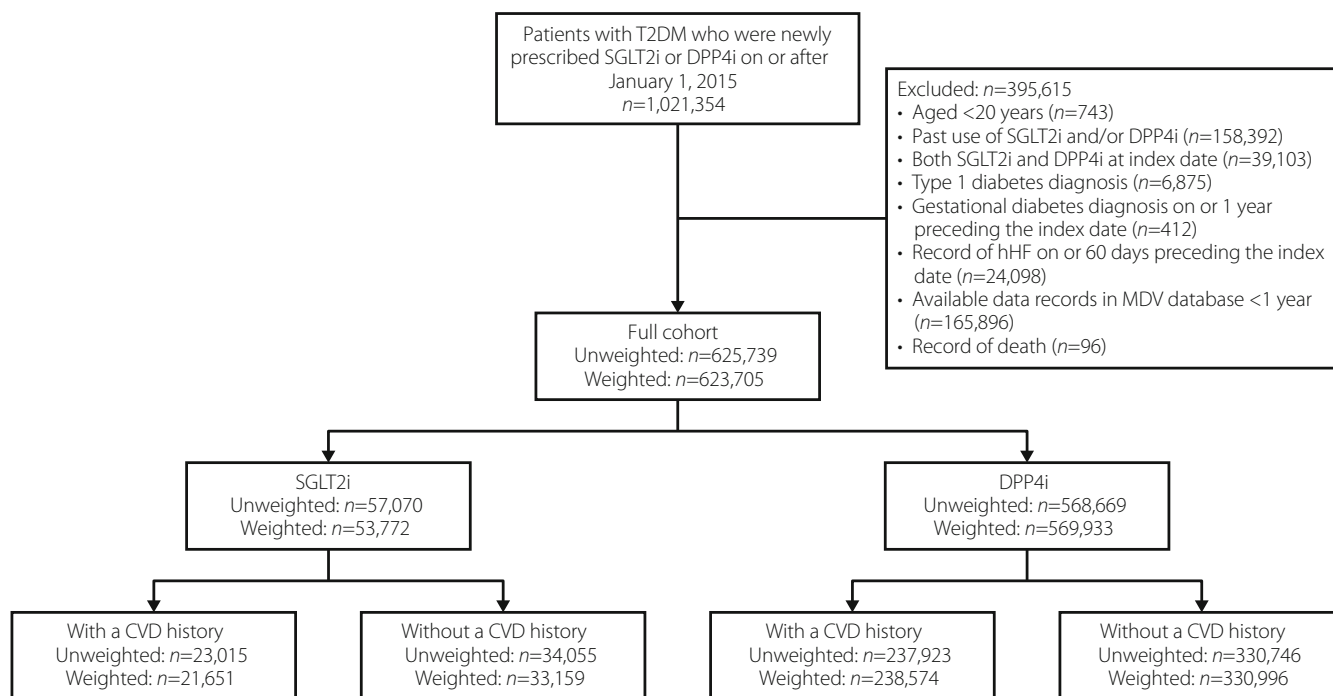 Patients with T2DM who were newly
prescribed SGLT2i or DPP4i on or after
January 1, 2015
n=1,021,354
Excluded: n=395,615
• Aged <20 years (n=743)
• Past use of SGLT2i and/or DPP4i (n=158,392)
• Both SGLT2i and DPP4i at index date (n=39,103)
• Type 1 diabetes diagnosis (n=6,875)
• Gestational diabetes diagnosis on or 1 year
preceding the index date (n=412)
• Record of hHF on or 60 days preceding the index
date (n=24,098)
• Available data records in MDV database <1 year
(n=165,896)
• Record of death (n=96)
Full cohort
Unweighted: n=625,739
Weighted: n=623,705
SGLT2i
Unweighted: n=57,070
Weighted: n=53,772
DPP4i
Unweighted: n=568,669
Weighted: n=569,933
With a CVD history
Unweighted: n=23,015
Weighted: n=21,651
Without a CVD history
Unweighted: n=34,055
Weighted: n=33,159
With a CVD history
Unweighted: n=237,923
Weighted: n=238,574
Without a CVD history
Unweighted: n=330,746
Weighted: n=330,996